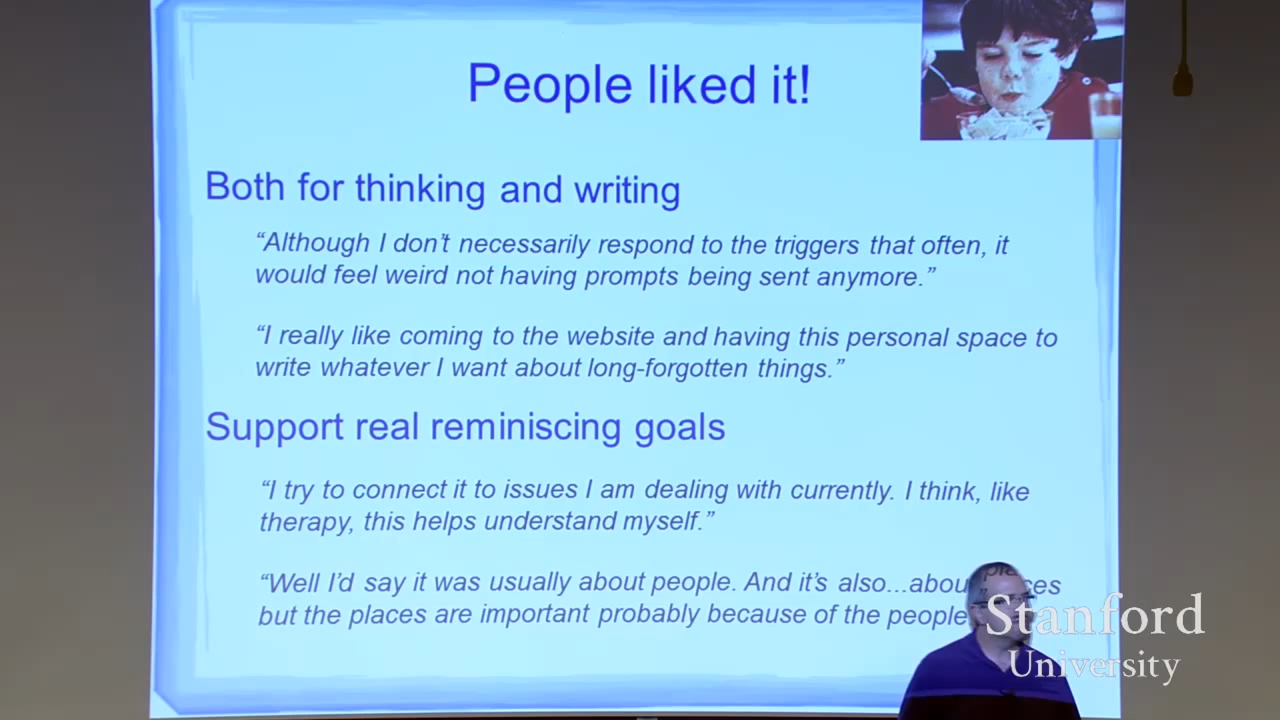 People liked it!
Both for thinking and writing
“Although I don't necessarily respond to the triggers that often, it
would feel weird not having prompts being sent anymore.”
“I really like coming to the website and having this personal space to
write whatever I want about long-forgotten things.”
Support real reminiscing goals
“I try to connect it to issues I am dealing with currently. I think, like
therapy, this helps understand myself.”
“Well I'd say it was usually about people. And it's also...about places
but the places are important probably because of the people
Stanford
University